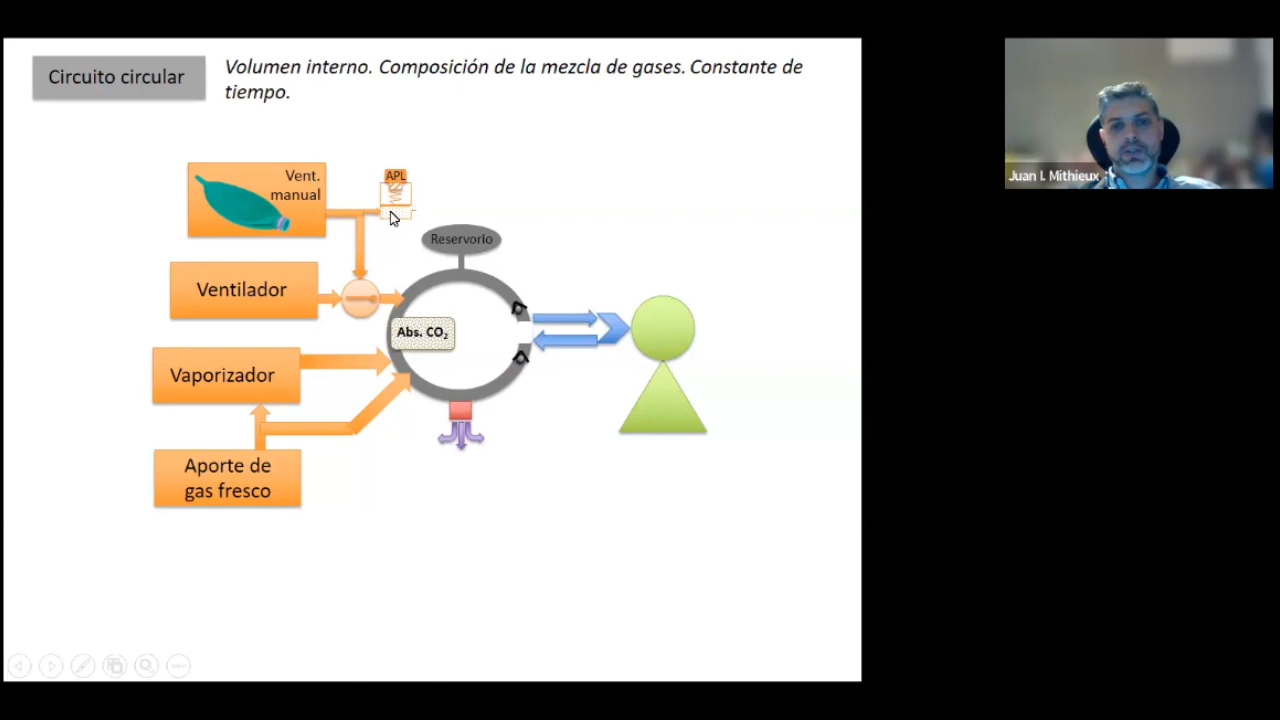 Circuito circular
Volumen interno. Composición de la mezcla de gases. Constante de
tiempo.
Vent.
manual
APL
Reservorio
Ventilador
Abs. CO₂
Vaporizador
Aporte de
gas fresco
Juan I. Mithieux